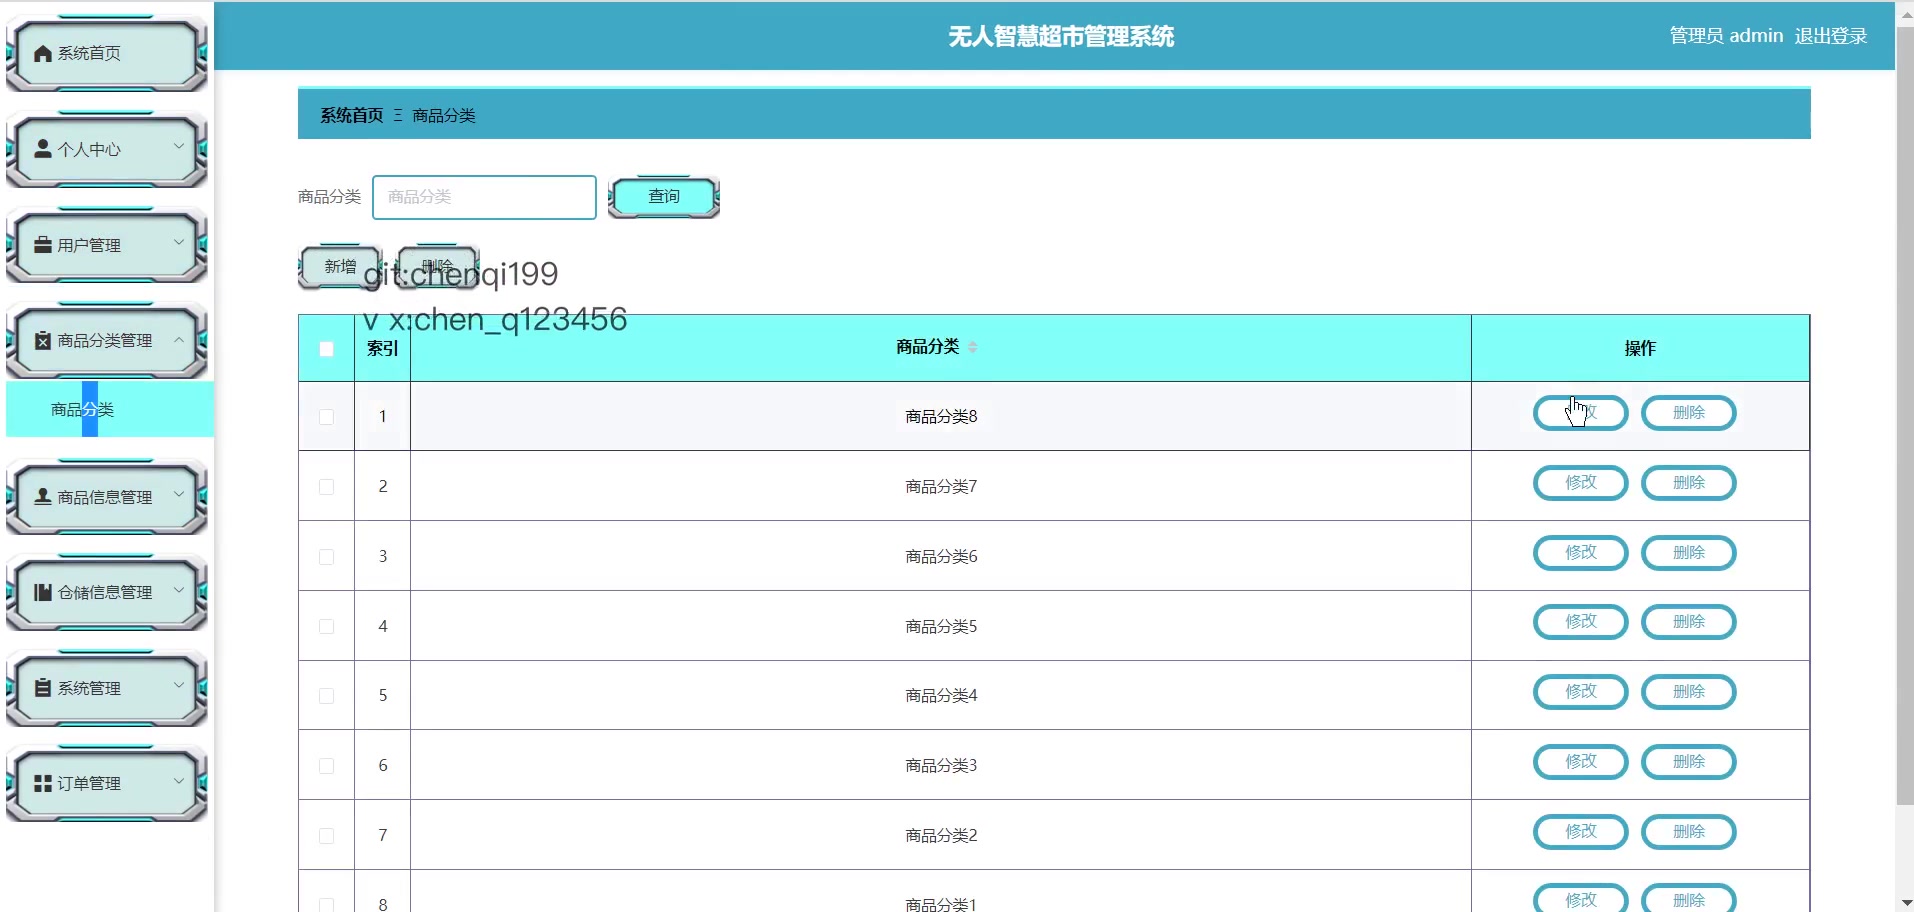 无人智慧超市管理系统
管理员 admin 退出登录
系统首页
个人中心
用户管理
商品分类管理
商品分类
商品信息管理
仓储信息管理
系统管理
订单管理
系统首页 Ξ 商品分类
商品分类 商品分类 查询
新增 删除
git:chenqi199
v x:chen_q123456
索引 商品分类 操作
1 商品分类8 改 删除
2 商品分类7 修改 删除
3 商品分类6 修改 删除
4 商品分类5 修改 删除
5 商品分类4 修改 删除
6 商品分类3 修改 删除
7 商品分类2 修改 删除
8 商品分类1 修改 删除